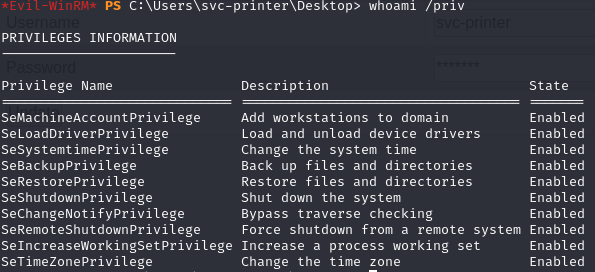 *Evil-WinRM* PS C:\Users\svc-printer\Desktop> whoami /priv
Username svc-printer
PRIVILEGES INFORMATION
----------------------
Password *******
Privilege Name Description State
============================= =================================== =======
SeMachineAccountPrivilege Add workstations to domain Enabled
SeLoadDriverPrivilege Load and unload device drivers Enabled
SeSystemtimePrivilege Change the system time Enabled
SeBackupPrivilege Back up files and directories Enabled
SeRestorePrivilege Restore files and directories Enabled
SeShutdownPrivilege Shut down the system Enabled
SeChangeNotifyPrivilege Bypass traverse checking Enabled
SeRemoteShutdownPrivilege Force shutdown from a remote system Enabled
SeIncreaseWorkingSetPrivilege Increase a process working set Enabled
SeTimeZonePrivilege Change the time zone Enabled